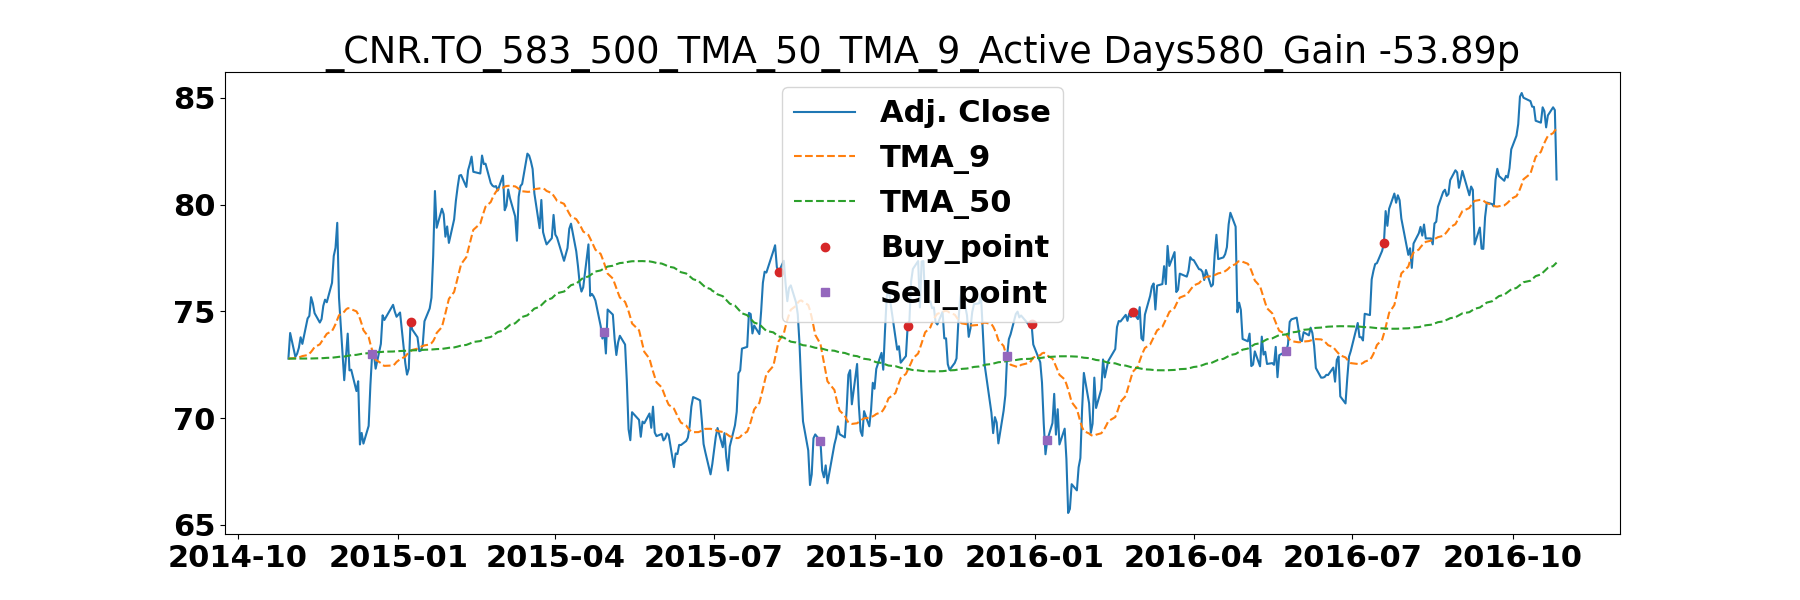 _CNR.TO_583_500_TMA_50_TMA_9_Active Days580_Gain -53.89p
85
80
75
70
65
Adj. Close
TMA_9
TMA_50
Buy_point
Sell_point
2014-10 2015-01 2015-04 2015-07 2015-10 2016-01 2016-04 2016-07 2016-10